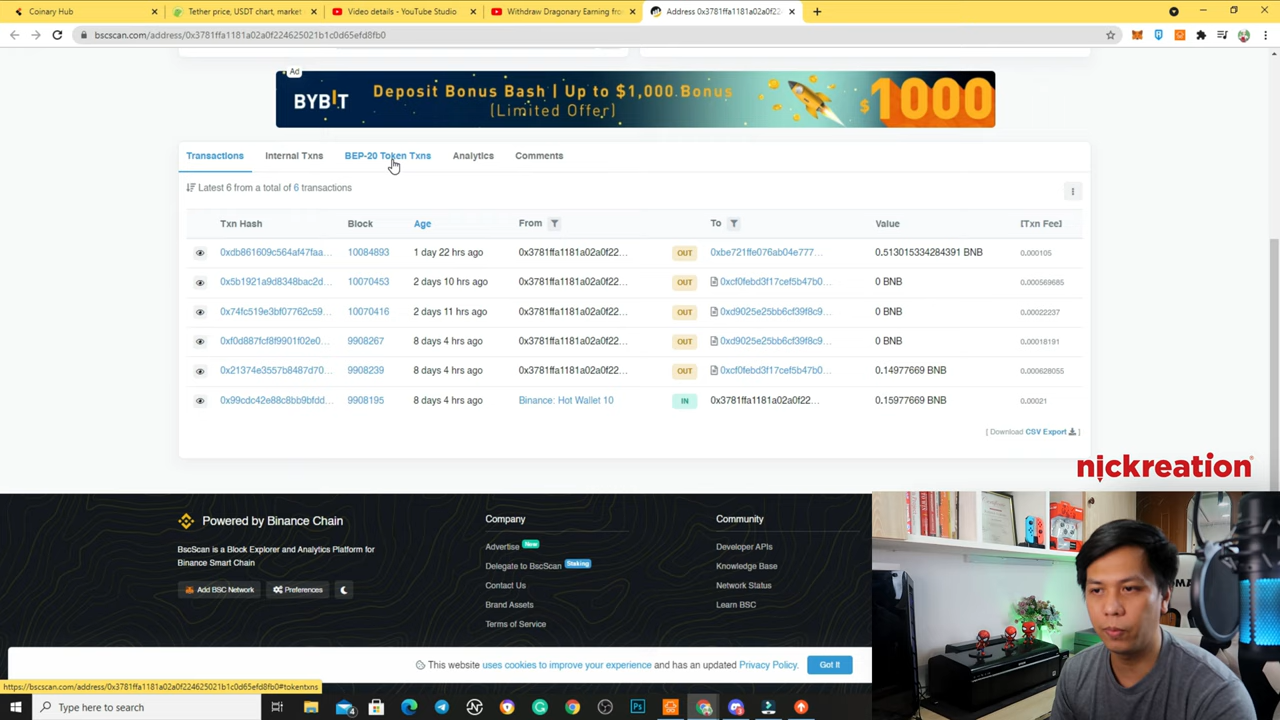 Coinary Hub
Tether price, USDT chart, market
Video details - YouTube Studio
Withdraw Dragonary Earning fro
Address 0x3781ffa1181a02a0f22
bscscan.com/address/0x3781ffa1181a02a0f224625021b1c0d65efd8fb0
Ad
BYBIT
Deposit Bonus Bash | Up to $1,000 Bonus
(Limited Offer)
$1000
Transactions Internal Txns BEP-20 Token Txns Analytics Comments
Latest 6 from a total of 6 transactions
Txn Hash Block Age From To Value [Txn Fee]
0xdb861609c564af47faa... 10084893 1 day 22 hrs ago 0x3781ffa1181a02a0f22... OUT 0xbe721ffe076ab04e777... 0.513015334284391 BNB 0.000105
0x5b1921a9d8348bac2d... 10070453 2 days 10 hrs ago 0x3781ffa1181a02a0f22... OUT 0xcf0febd3f17cef5b47b0... 0 BNB 0.000569685
0x74fc519e3bf07762c59... 10070416 2 days 11 hrs ago 0x3781ffa1181a02a0f22... OUT 0xd9025e25bb6cf39f8c9... 0 BNB 0.00022237
0xf0d887fcf8f9901f02e0... 9908267 8 days 4 hrs ago 0x3781ffa1181a02a0f22... OUT 0xd9025e25bb6cf39f8c9... 0 BNB 0.00018191
0x21374e3557b8487d70... 9908239 8 days 4 hrs ago 0x3781ffa1181a02a0f22... OUT 0xcf0febd3f17cef5b47b0... 0.14977669 BNB 0.000628055
0x99cdc42e88c8bb9bfdd... 9908195 8 days 4 hrs ago Binance: Hot Wallet 10 IN 0x3781ffa1181a02a0f22... 0.15977669 BNB 0.00021
[ Download CSV Export ]
nickreation
Powered by Binance Chain
BscScan is a Block Explorer and Analytics Platform for
Binance Smart Chain
Add BSC Network Preferences
Company
Advertise New
Delegate to BscScan Staking
Contact Us
Brand Assets
Terms of Service
Community
Developer APIs
Knowledge Base
Network Status
Learn BSC
This website uses cookies to improve your experience and has an updated Privacy Policy. Got It
https://bscscan.com/address/0x3781ffa1181a02a0f224625021b1c0d65efd8fb0#tokentxns
Type here to search